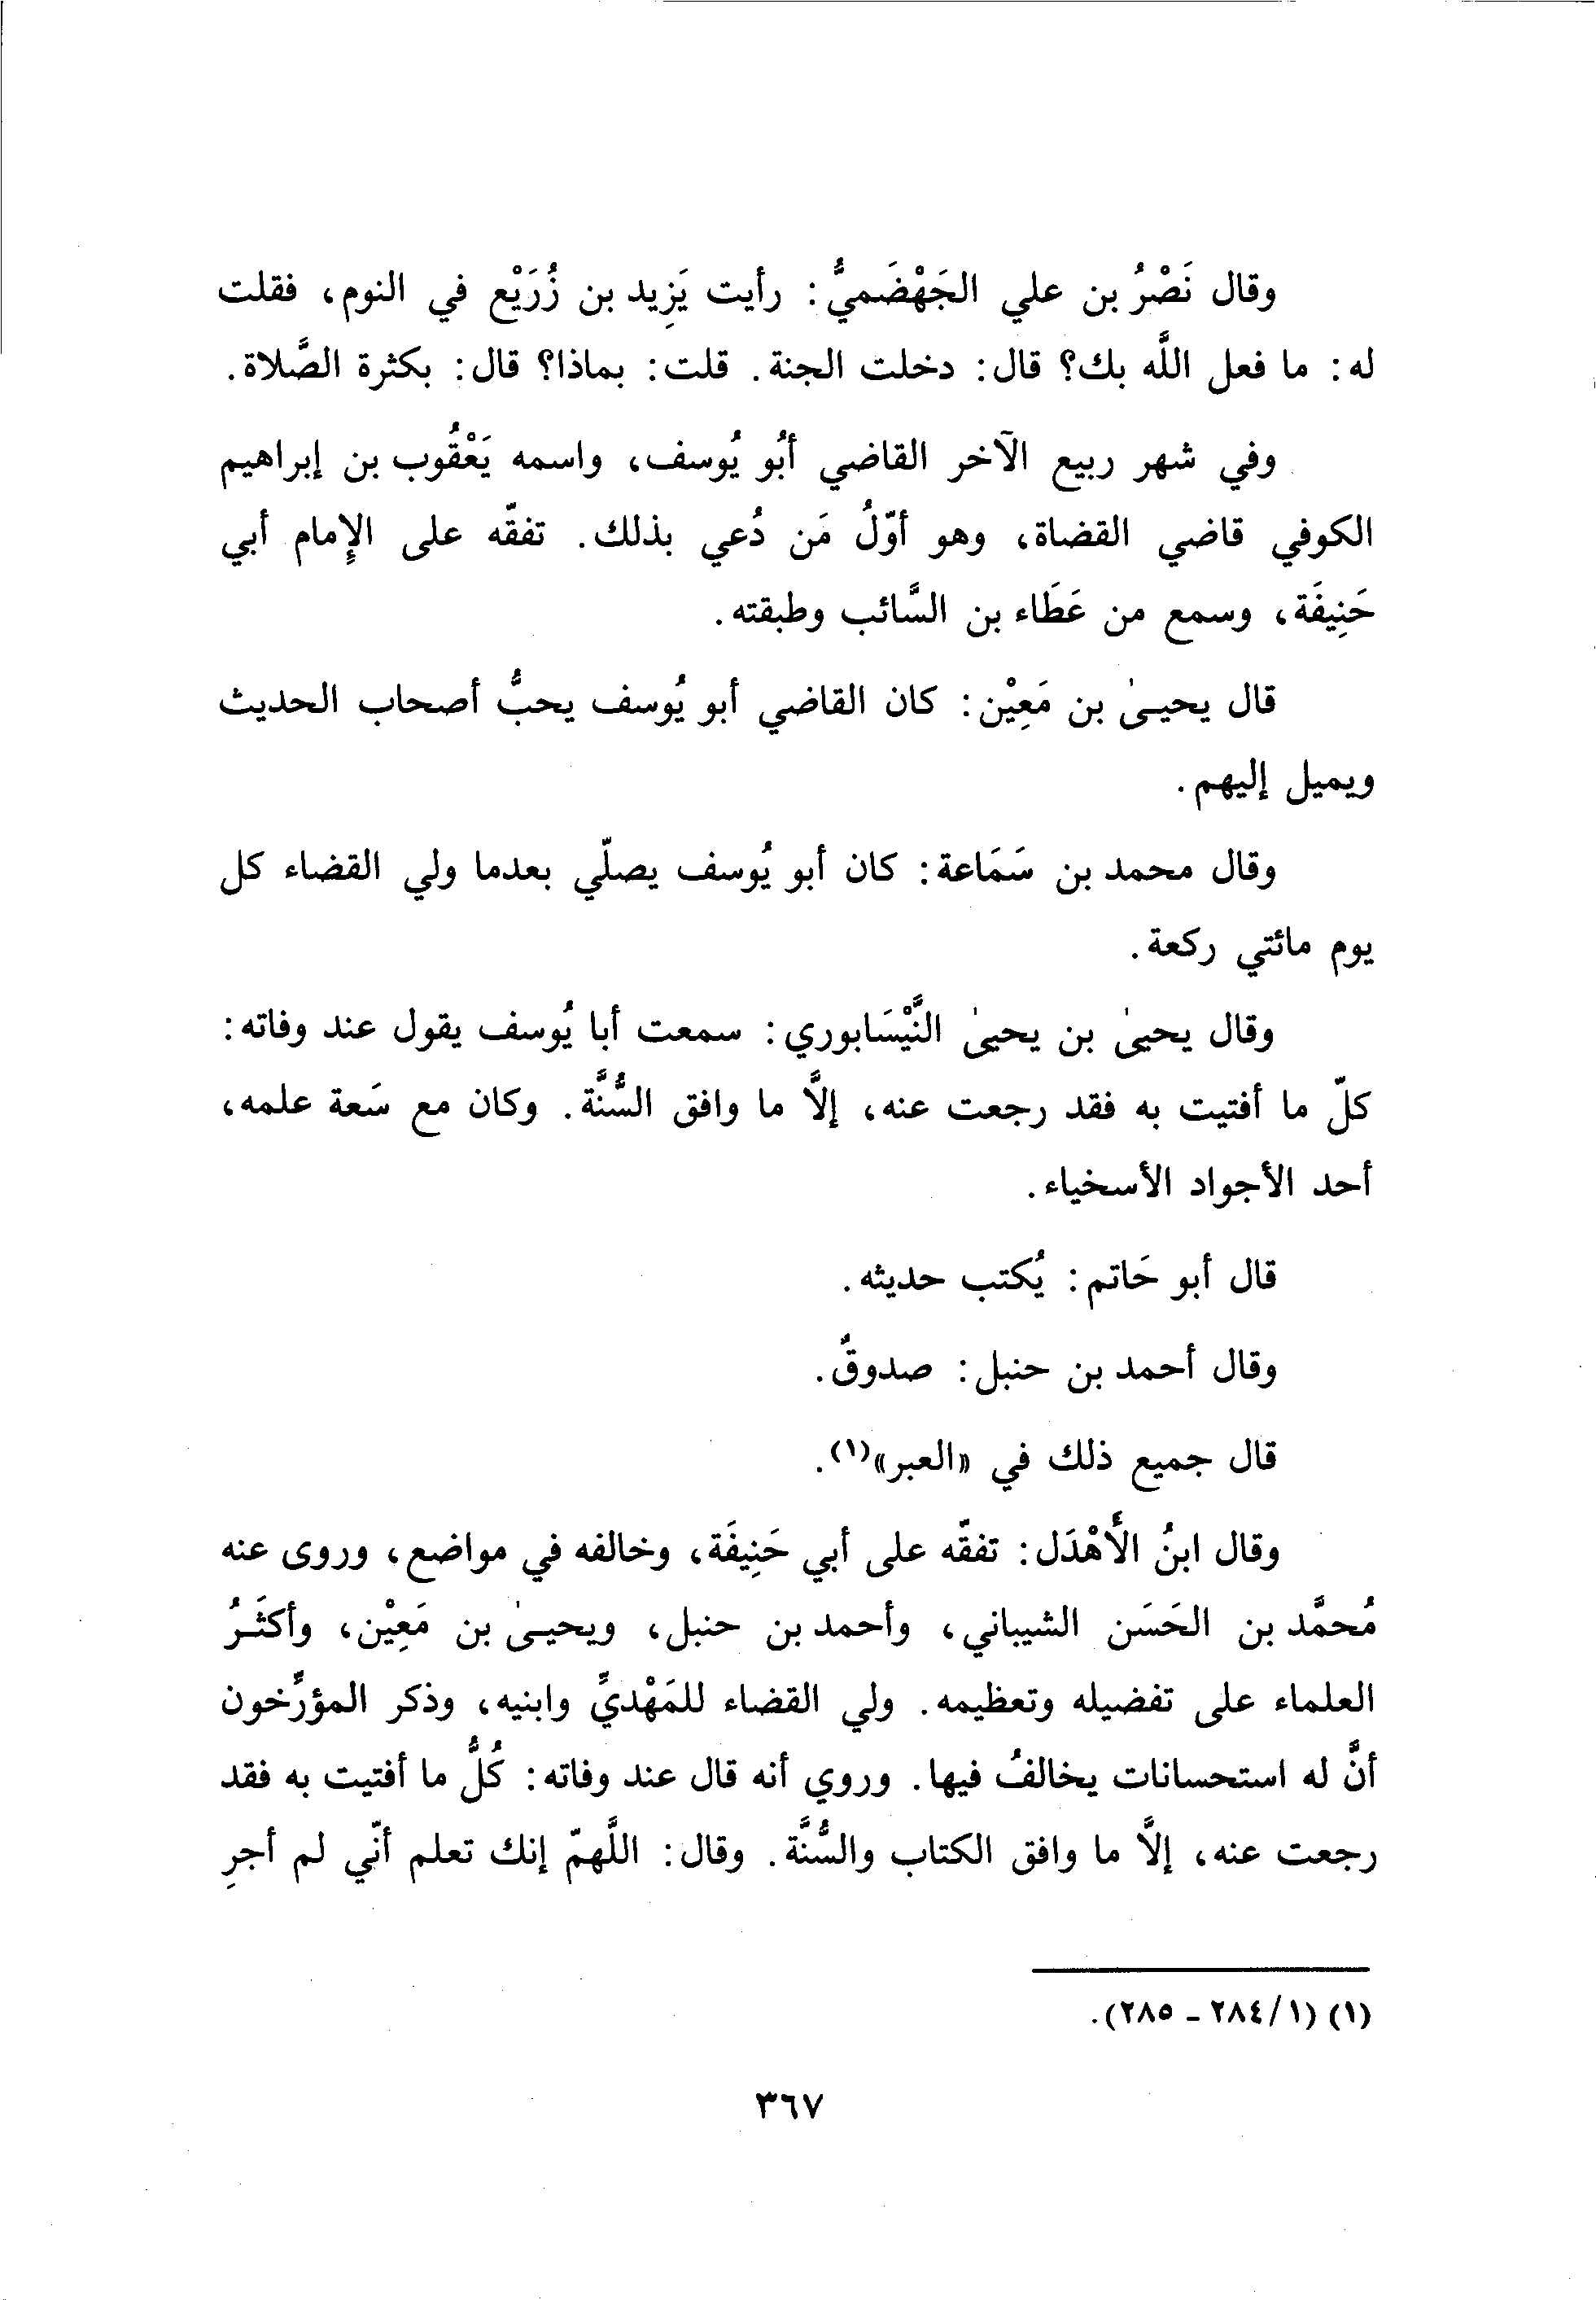 وقال نَصْرُ بن علي الجَهْضَميُّ: رأيت يَزِيد بن زُرَيْع في النوم، فقلت
له: ما فعل اللَّه بك؟ قال: دخلت الجنة. قلت: بماذا؟ قال: بكثرة الصَّلاة.
وفي شهر ربيع الآخر القاضي أبُو يُوسف، واسمه يَعْقُوب بن إبراهيم
الكوفي قاضي القضاة، وهو أوّلُ مَن دُعي بذلك. تفقّه على الإِمام أبي
حَنِيفَة، وسمع من عَطَاء بن السَّائب وطبقته.
قال يحيىٰ بن مَعِيْن: كان القاضي أبو يُوسف يحبُّ أصحاب الحديث
ويميل إليهم.
وقال محمد بن سَمَاعة: كان أبو يُوسف يصلّي بعدما ولي القضاء كل
يوم مائتي ركعة.
وقال يحيىٰ بن يحيىٰ النَّيْسَابوري: سمعت أبا يُوسف يقول عند وفاته:
كلّ ما أفتيت به فقد رجعت عنه، إلاَّ ما وافق السُّنَّة. وكان مع سَعة علمه،
أحد الأجواد الأسخياء.
قال أبو حَاتم: يُكتب حديثه.
وقال أحمد بن حنبل: صدوقٌ.
قال جميع ذلك في «العبر»(١).
وقال ابنُ الأَهْدَل: تفقّه على أبي حَنِيفَة، وخالفه في مواضع، وروى عنه
مُحمَّد بن الحَسَن الشيباني، وأحمد بن حنبل، ويحيىٰ بن مَعِيْن، وأكثَرُ
العلماء على تفضيله وتعظيمه. ولي القضاء للمَهْديِّ وابنيه، وذكر المؤرِّخون
أنَّ له استحسانات يخالفُ فيها. وروي أنه قال عند وفاته: كُلُّ ما أفتيت به فقد
رجعت عنه، إلاَّ ما وافق الكتاب والسُّنَّة. وقال: اللَّهمّ إنك تعلم أنّي لم أجرِ
(١) (١/٢٨٤ - ٢٨٥).
٣٦٧